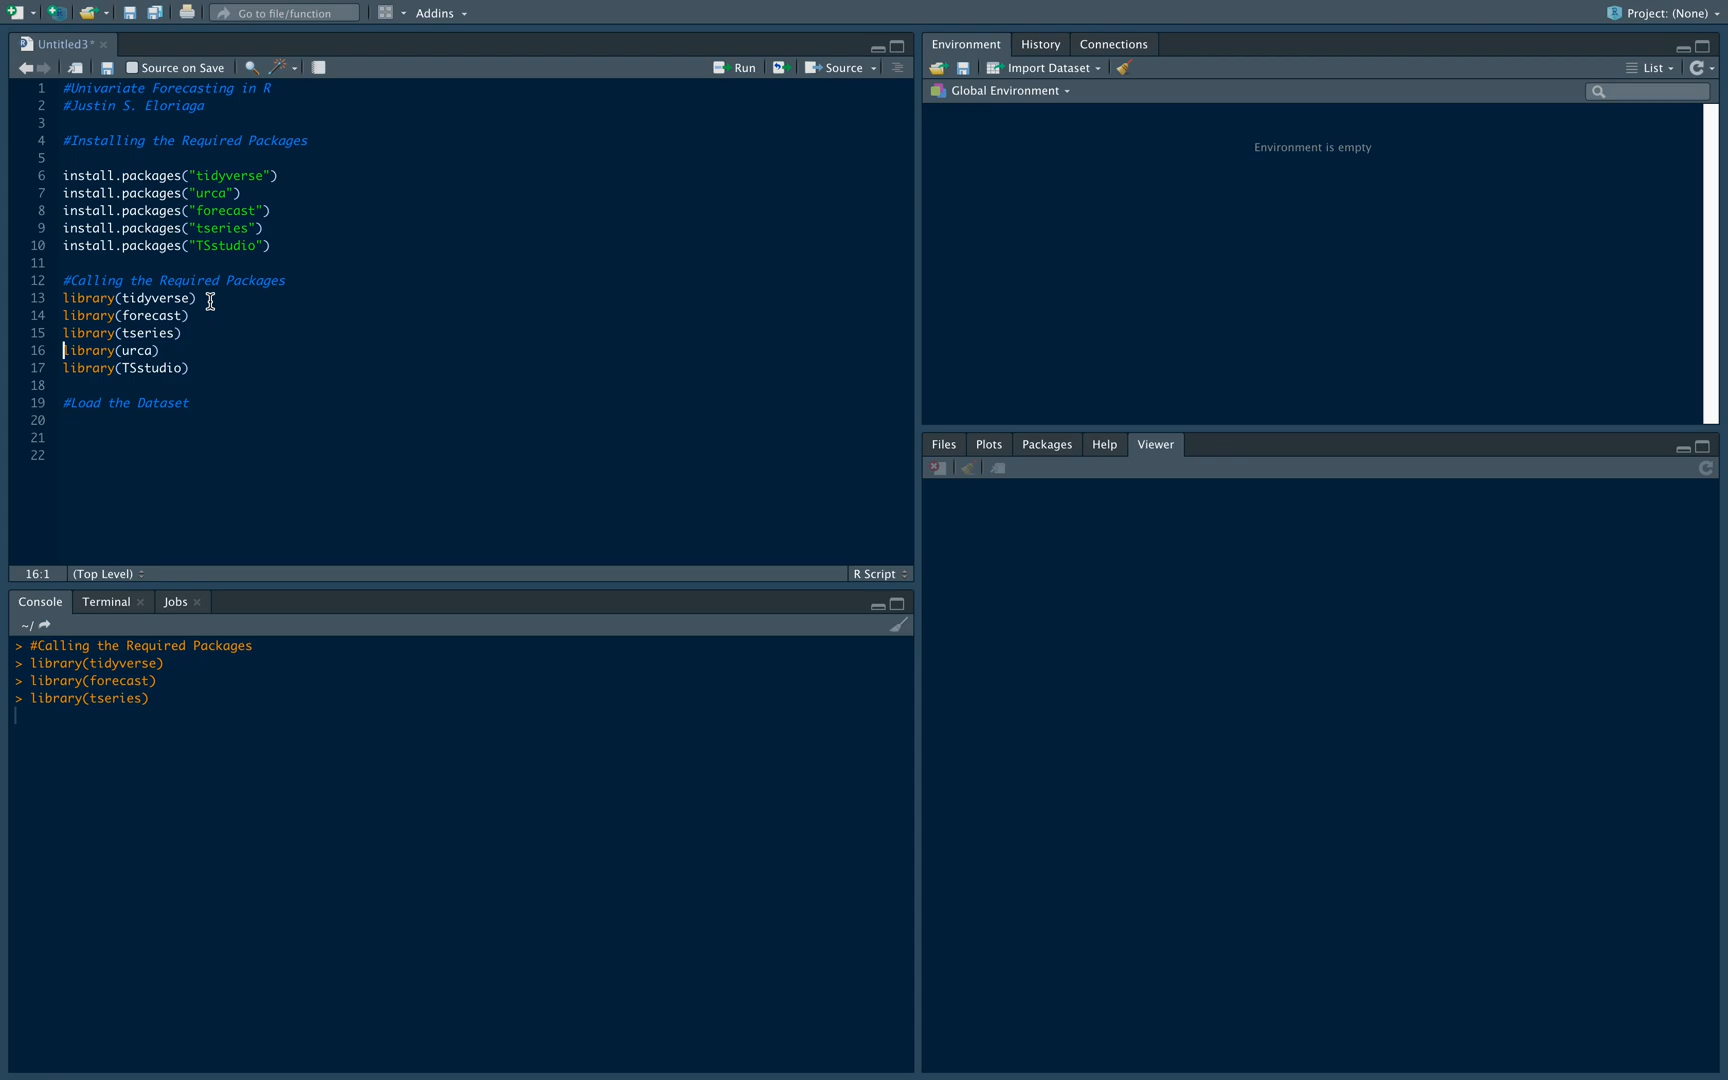 Go to file/function
Addins
Project: (None)
Untitled3*
Source on Save
Run
Source
1 #Univariate Forecasting in R
2 #Justin S. Eloriaga
3
4 #Installing the Required Packages
5
6 install.packages("tidyverse")
7 install.packages("urca")
8 install.packages("forecast")
9 install.packages("tseries")
10 install.packages("TSstudio")
11
12 #Calling the Required Packages
13 library(tidyverse)
14 library(forecast)
15 library(tseries)
16 library(urca)
17 library(TSstudio)
18
19 #Load the Dataset
20
21
22
16:1 (Top Level) R Script
Console Terminal Jobs
~/
> #Calling the Required Packages
> library(tidyverse)
> library(forecast)
> library(tseries)
Environment History Connections
Import Dataset List
Global Environment
Environment is empty
Files Plots Packages Help Viewer